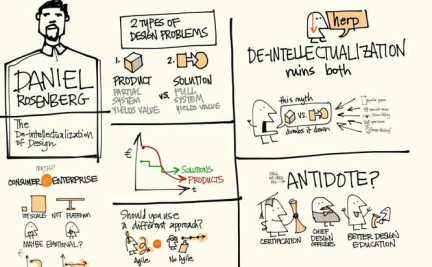 DANIEL
ROSENBERG
The
De-intellectualization
of Design
MYTH?
CONSUMER
ENTERPRISE
NOT PLATFORM
MAYBE EMOTIONAL?
2 TYPES OF
DESIGN PROBLEMS
1.
2.
PRODUCT
PARTIAL
SYSTEM
YIELDS VALUE
VS.
SOLUTION
FULL
SYSTEM
YIELDS VALUE
€
SOLUTIONS
PRODUCTS
t
Should you use
a different approach?
Agile
No Agile
herp
DE-INTELLECTUALIZATION
ruins both
this myth
VS
dumbs it down
ANTIDOTE?
CERTIFICATION
CHIEF
DESIGN
OFFICERS
BETTER DESIGN
EDUCATION